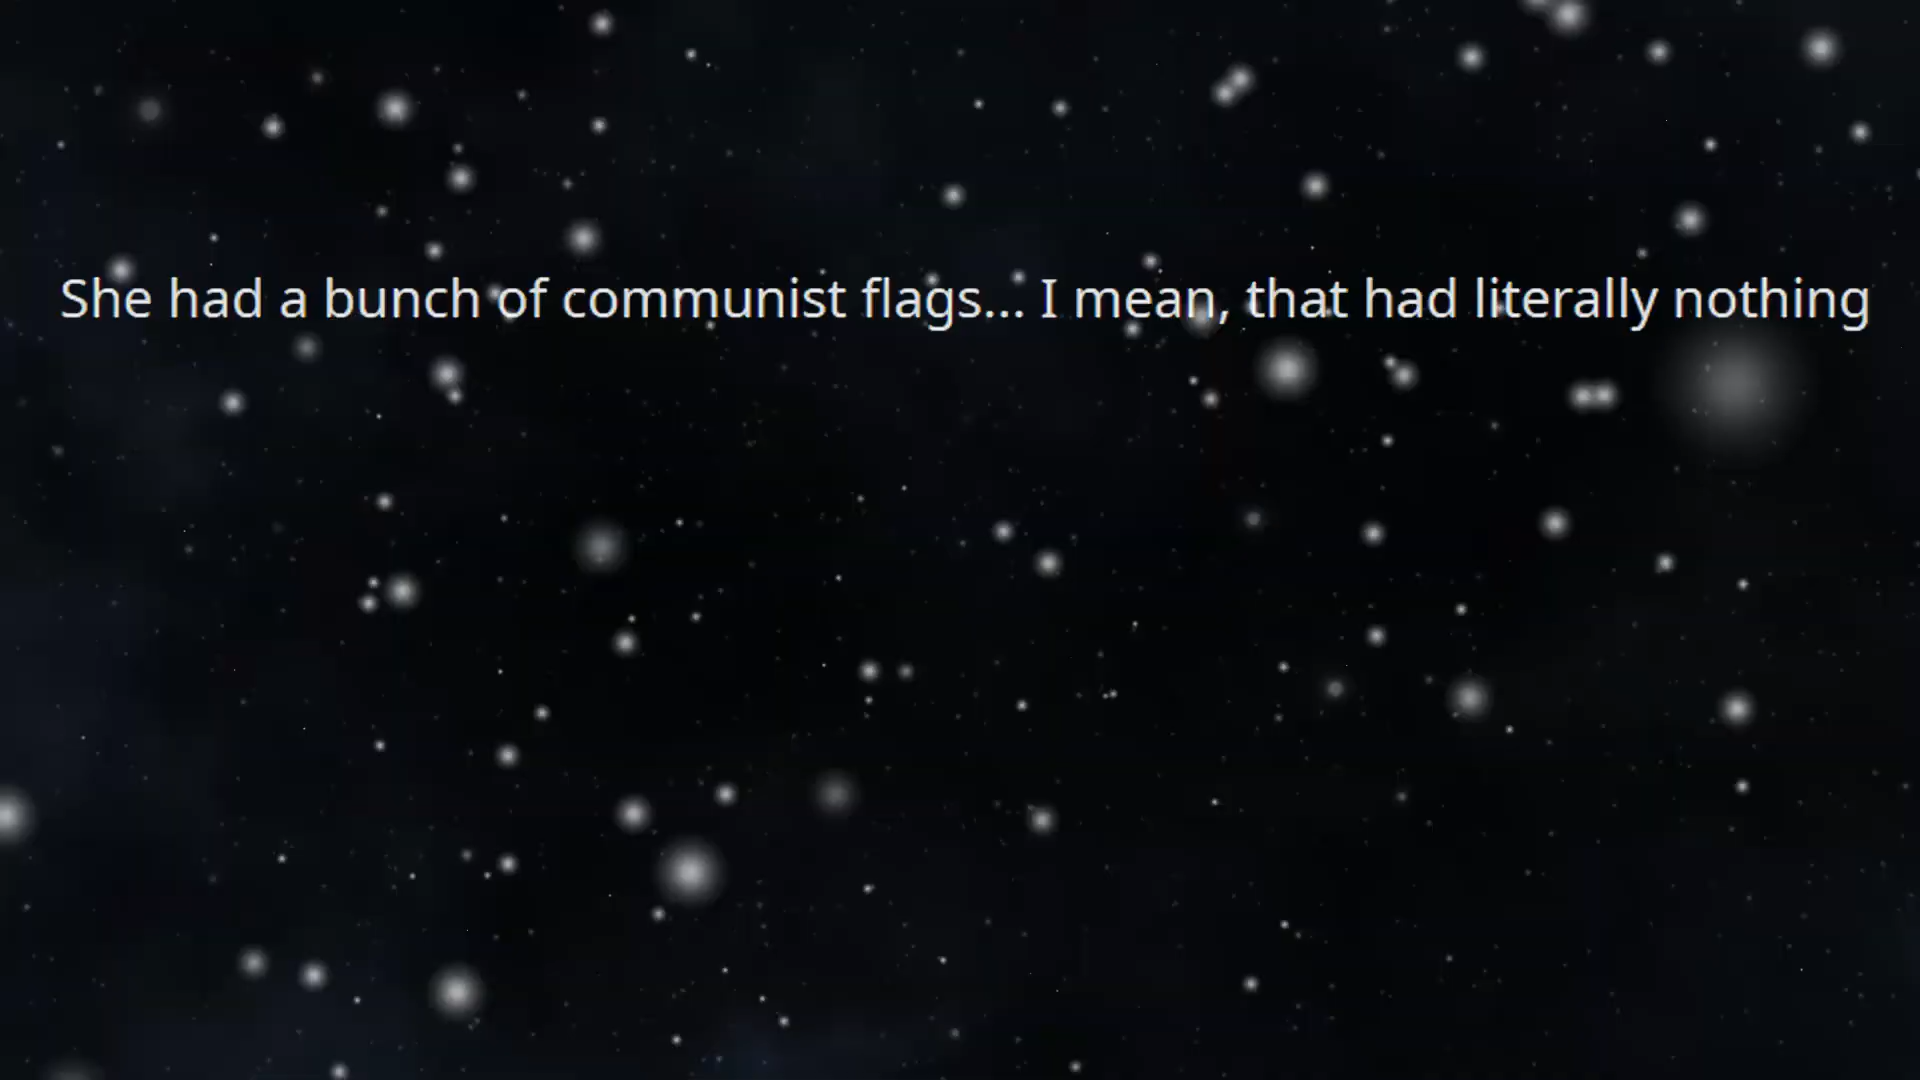 She had a bunch of communist flags... I mean, that had literally nothing